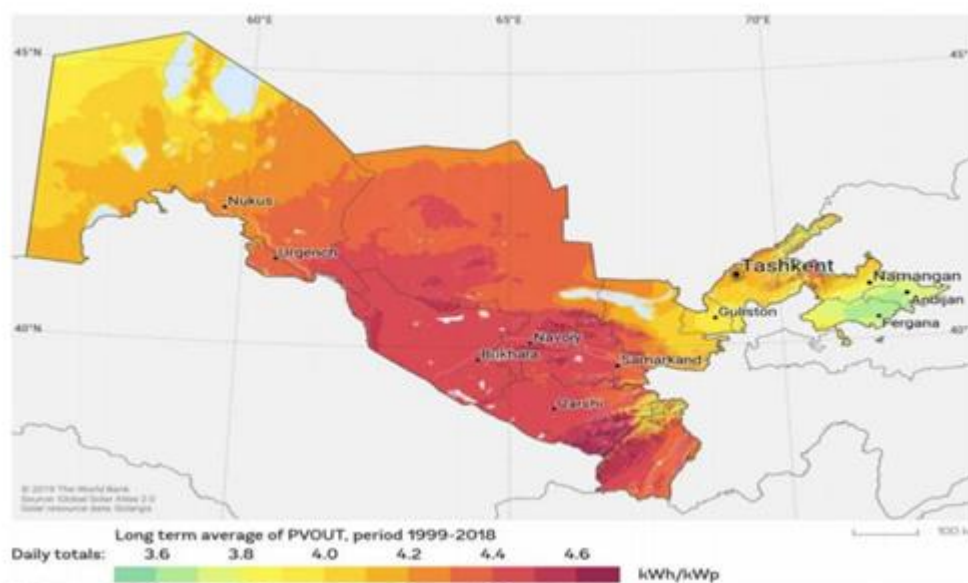 60°E 65°E 70°E
45°N 45°
Nukus
Urgench
Tashkent
Namangan
Andijan
Guliston
Fergana
40°N 40°
Navoiy
Bukhara
Samarkand
Qarshi
© 2019 The World Bank
Source: Global Solar Atlas 2.0
Solar resource data: Solargis
100 k
Long term average of PVOUT, period 1999-2018
Daily totals: 3.6 3.8 4.0 4.2 4.4 4.6
kWh/kWp